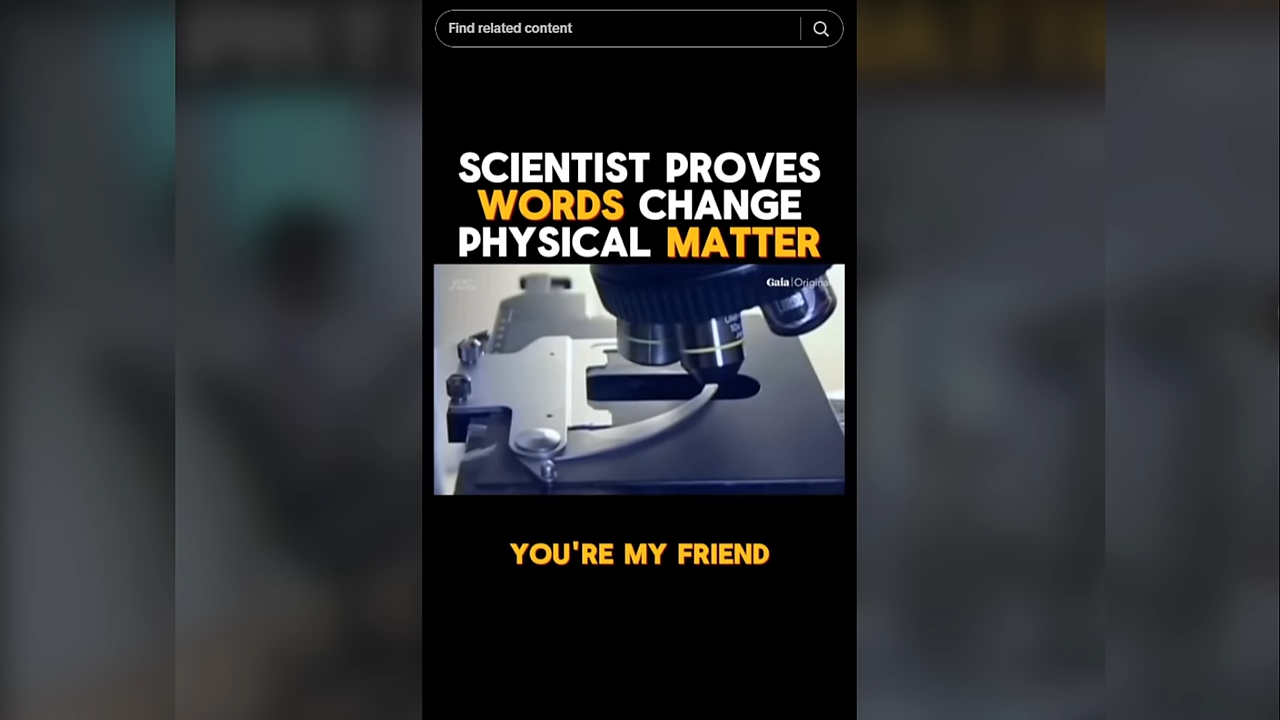 Find related content
SCIENTIST PROVES
WORDS CHANGE
PHYSICAL MATTER
Gaia|Original
YOU'RE MY FRIEND